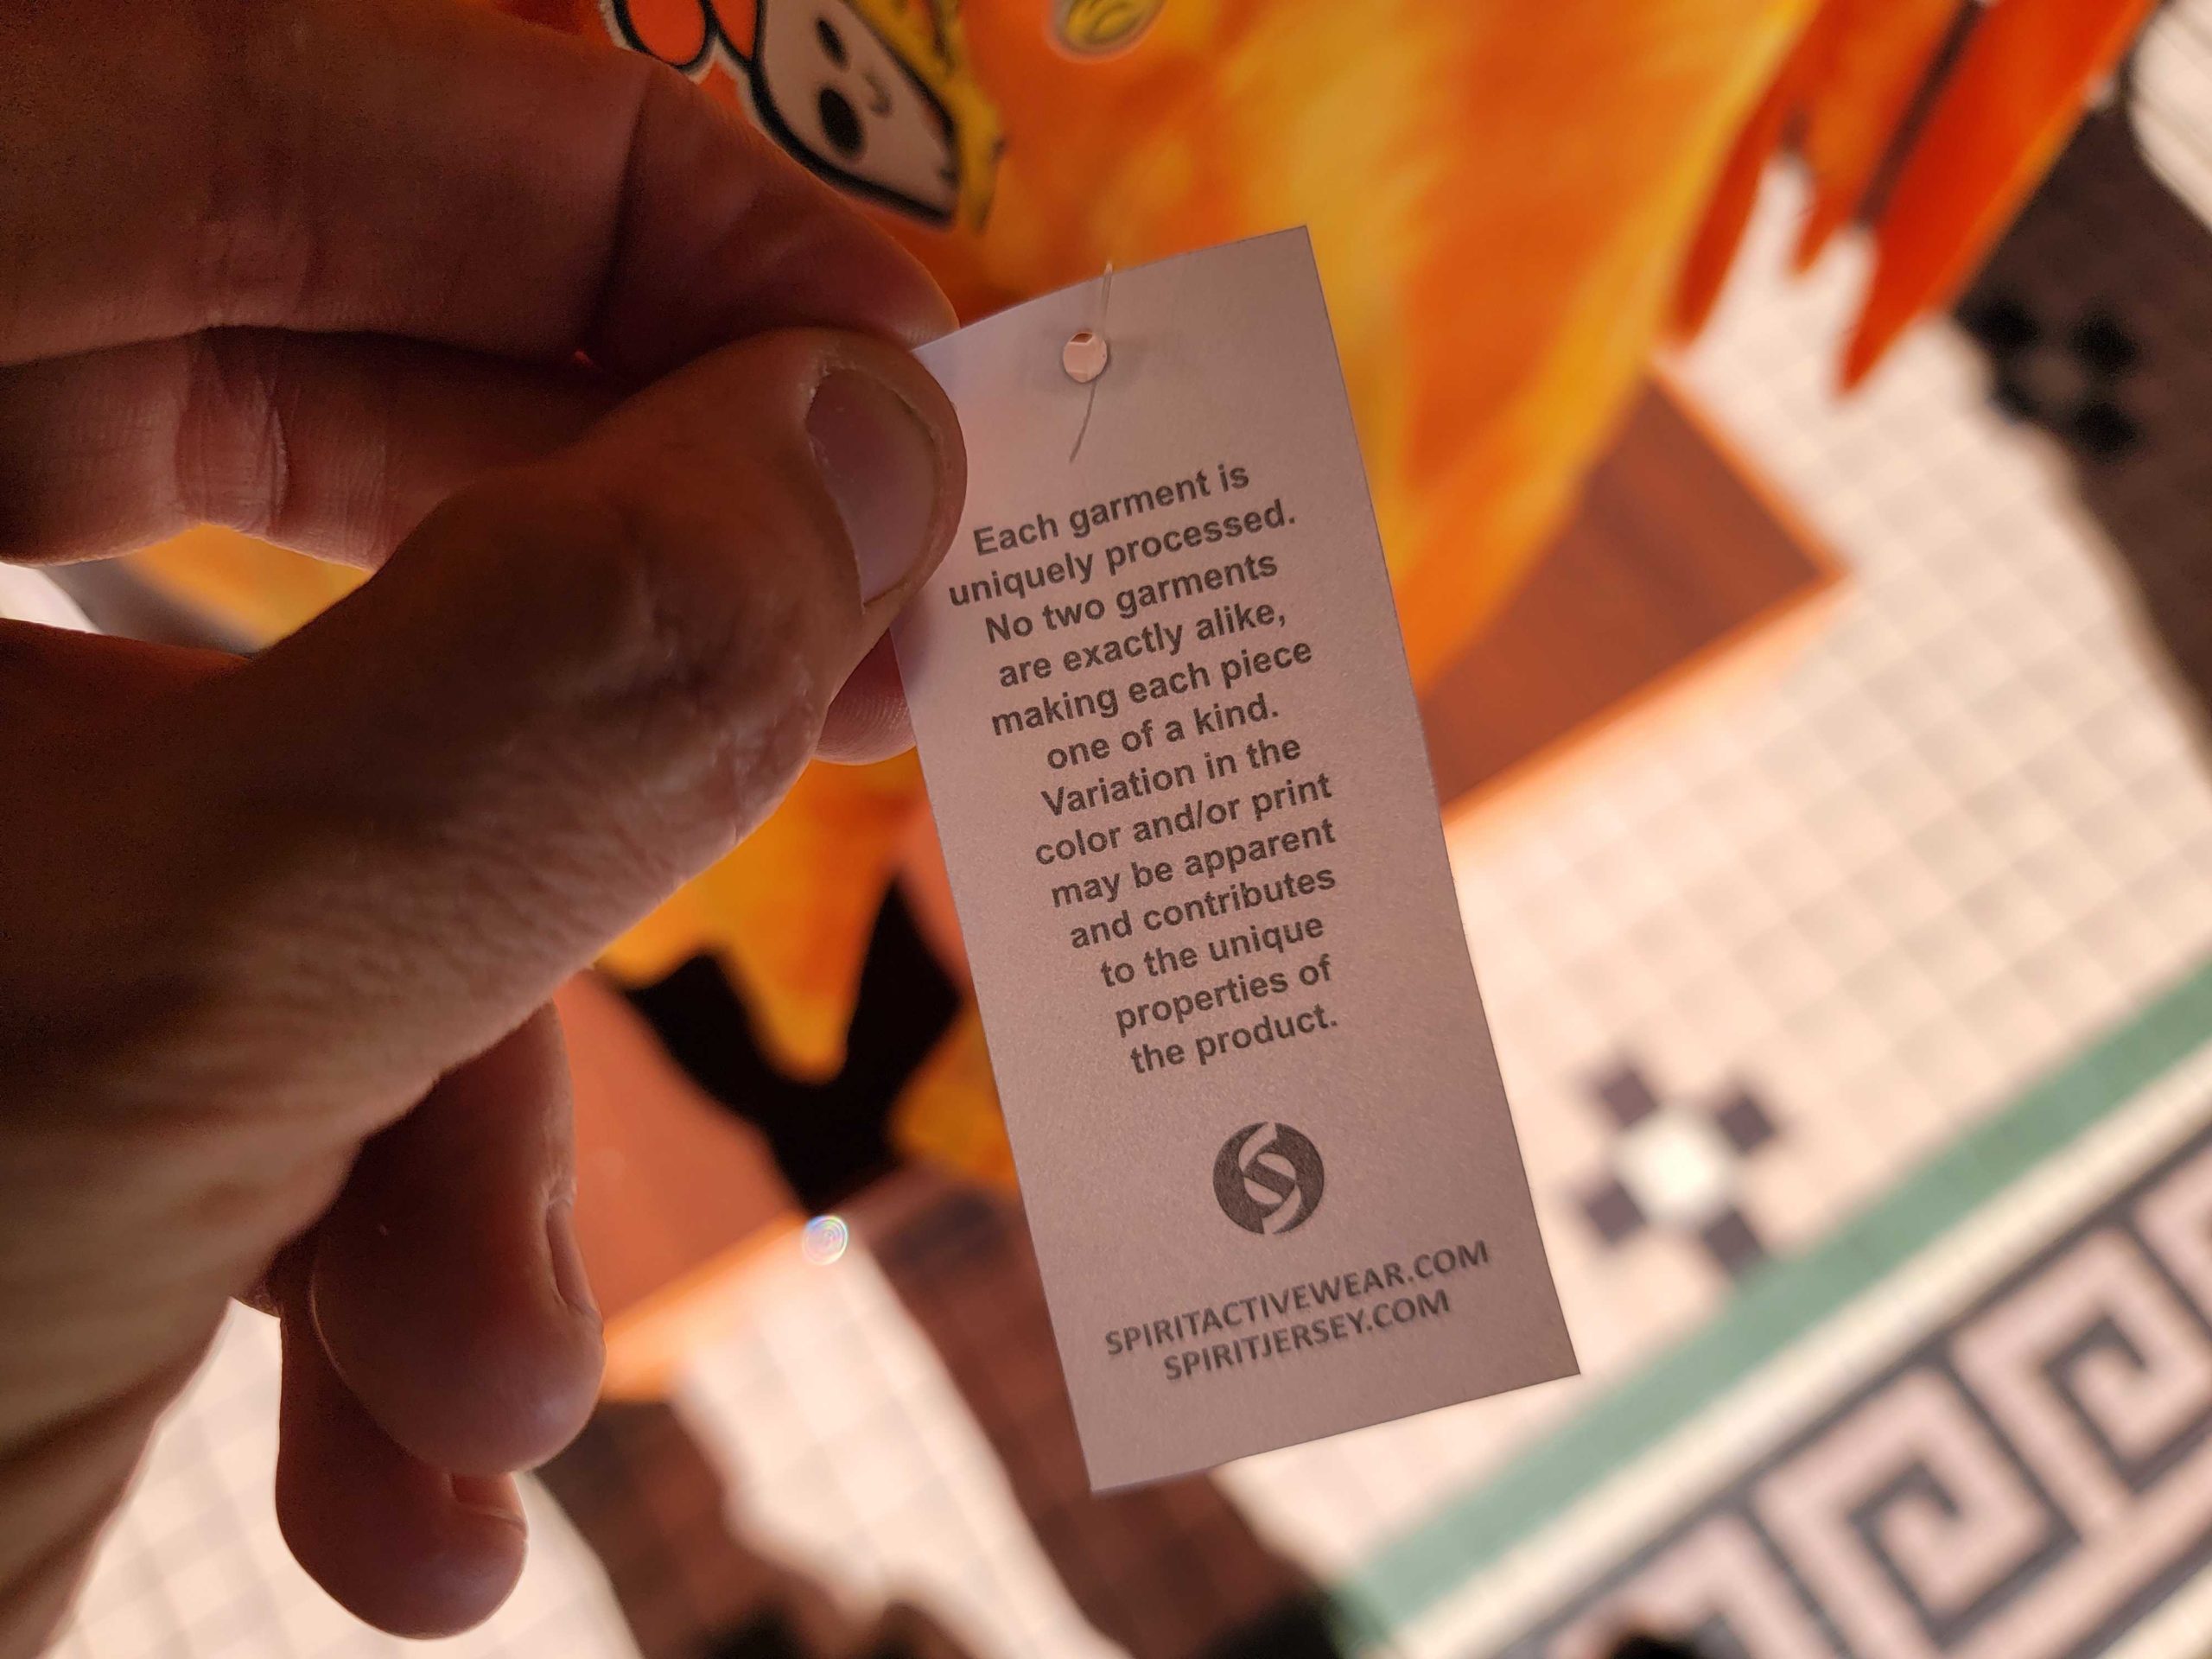 Each garment is
uniquely processed.
No two garments
are exactly alike,
making each piece
one of a kind.
Variation in the
color and/or print
may be apparent
and contributes
to the unique
properties of
the product.
SPIRITACTIVEWEAR.COM
SPIRITJERSEY.COM